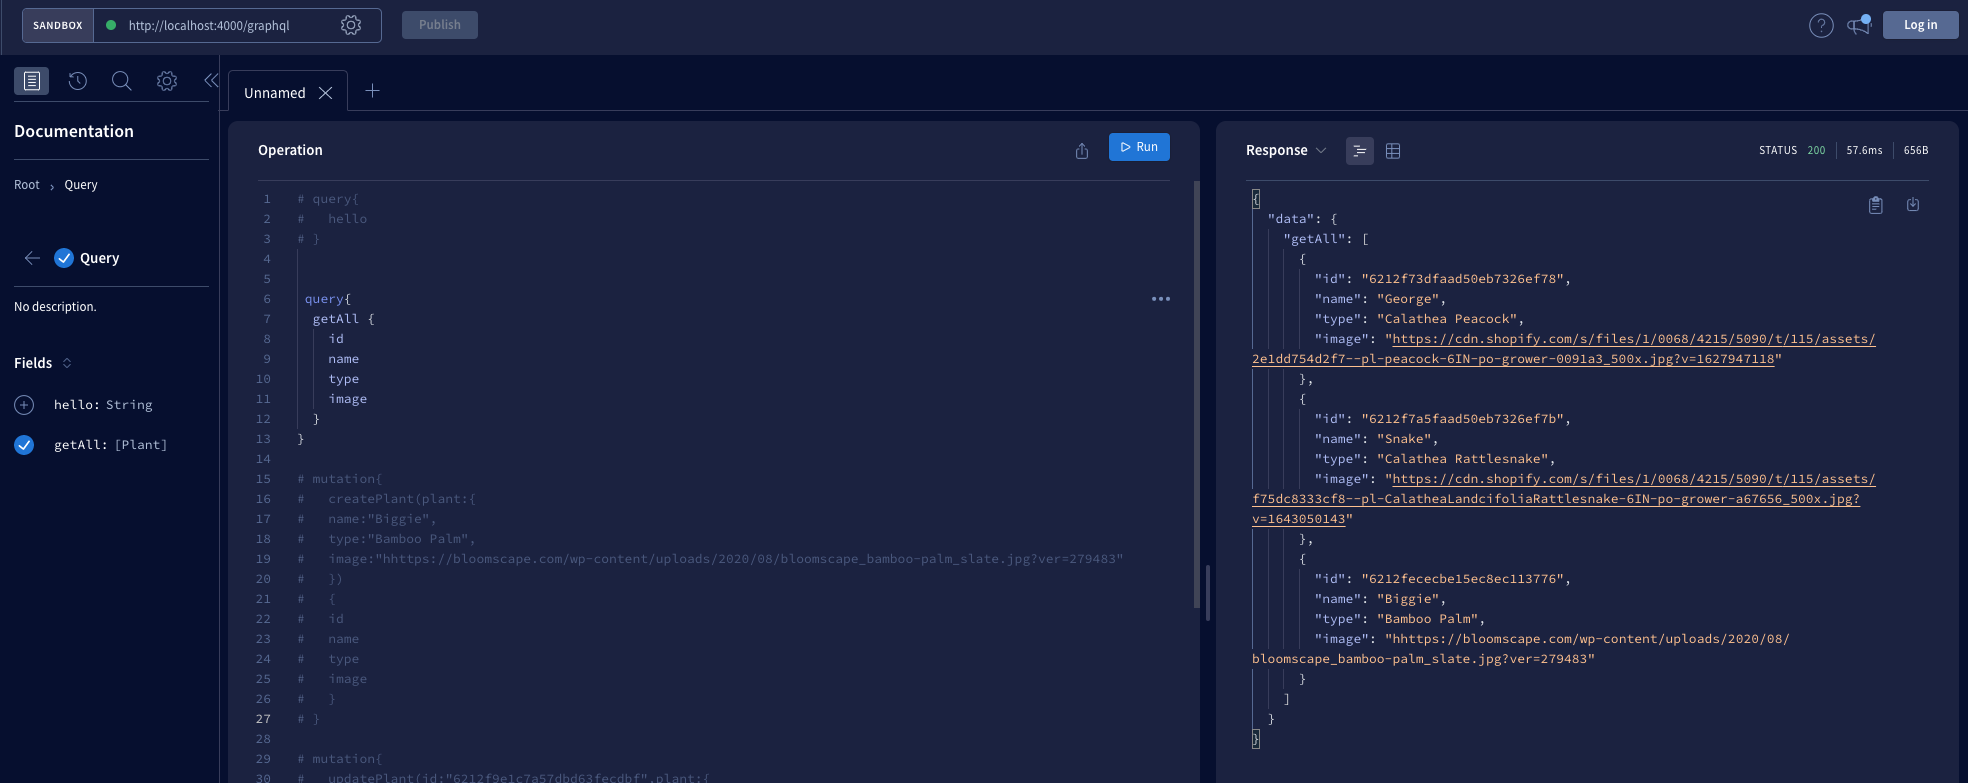 SANDBOX http://localhost:4000/graphql Publish Log in
Unnamed
Documentation
Root › Query
Query
No description.
Fields
hello: String
getAll: [Plant]
Operation Run
1 # query{
2 #   hello
3 # }
4
5
6 query{
7 getAll {
8 id
9 name
10 type
11 image
12 }
13 }
14
15 # mutation{
16 #   createPlant(plant:{
17 #   name:"Biggie",
18 #   type:"Bamboo Palm",
19 #   image:"hhttps://bloomscape.com/wp-content/uploads/2020/08/bloomscape_bamboo-palm_slate.jpg?ver=279483"
20 #   })
21 #   {
22 #   id
23 #   name
24 #   type
25 #   image
26 #   }
27 # }
28
29 # mutation{
30 #   updatePlant(id:"6212f9e1c7a57dbd63fecdbf",plant:{
Response STATUS 200 57.6ms 656B
{
"data": {
"getAll": [
{
"id": "6212f73dfaad50eb7326ef78",
"name": "George",
"type": "Calathea Peacock",
"image": "https://cdn.shopify.com/s/files/1/0068/4215/5090/t/115/assets/
2e1dd754d2f7--pl-peacock-6IN-po-grower-0091a3_500x.jpg?v=1627947118"
},
{
"id": "6212f7a5faad50eb7326ef7b",
"name": "Snake",
"type": "Calathea Rattlesnake",
"image": "https://cdn.shopify.com/s/files/1/0068/4215/5090/t/115/assets/
f75dc8333cf8--pl-CalatheaLandcifoliaRattlesnake-6IN-po-grower-a67656_500x.jpg?
v=1643050143"
},
{
"id": "6212fececbe15ec8ec113776",
"name": "Biggie",
"type": "Bamboo Palm",
"image": "hhttps://bloomscape.com/wp-content/uploads/2020/08/
bloomscape_bamboo-palm_slate.jpg?ver=279483"
}
]
}
}